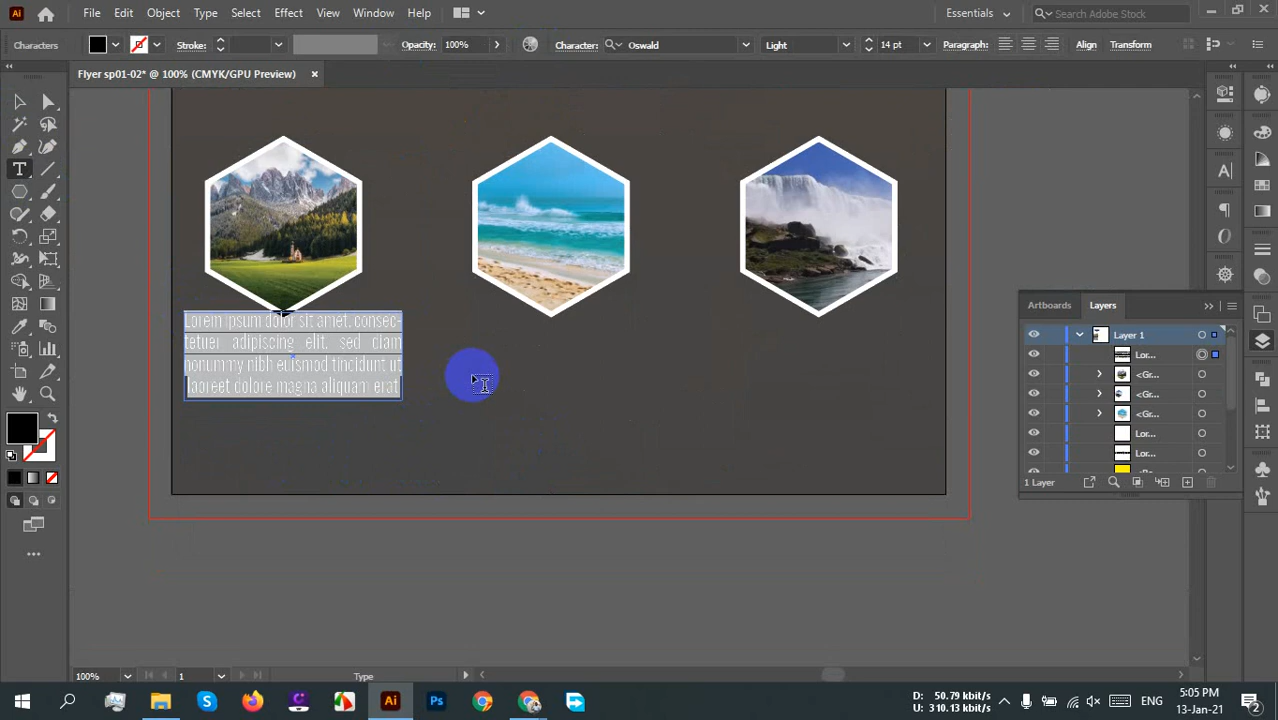 File Edit Object Type Select Effect View Window Help
Essentials
Search Adobe Stock
Characters
Stroke:
Opacity: 100%
Character: Oswald
Light
14 pt
Paragraph:
Align
Transform
Flyer sp01-02* @ 100% (CMYK/GPU Preview)
Lorem ipsum dolor sit amet, consec-
tetuer adipiscing elit, sed diam
nonummy nibh euismod tincidunt ut
laoreet dolore magna aliquam erat
Artboards
Layers
Layer 1
Lor...
<Gr...
<Gr...
<Gr...
Lor...
Lor...
1 Layer
100%
1
Type
D: 50.79 kbit/s
U: 310.13 kbit/s
ENG
5:05 PM
13-Jan-21
2